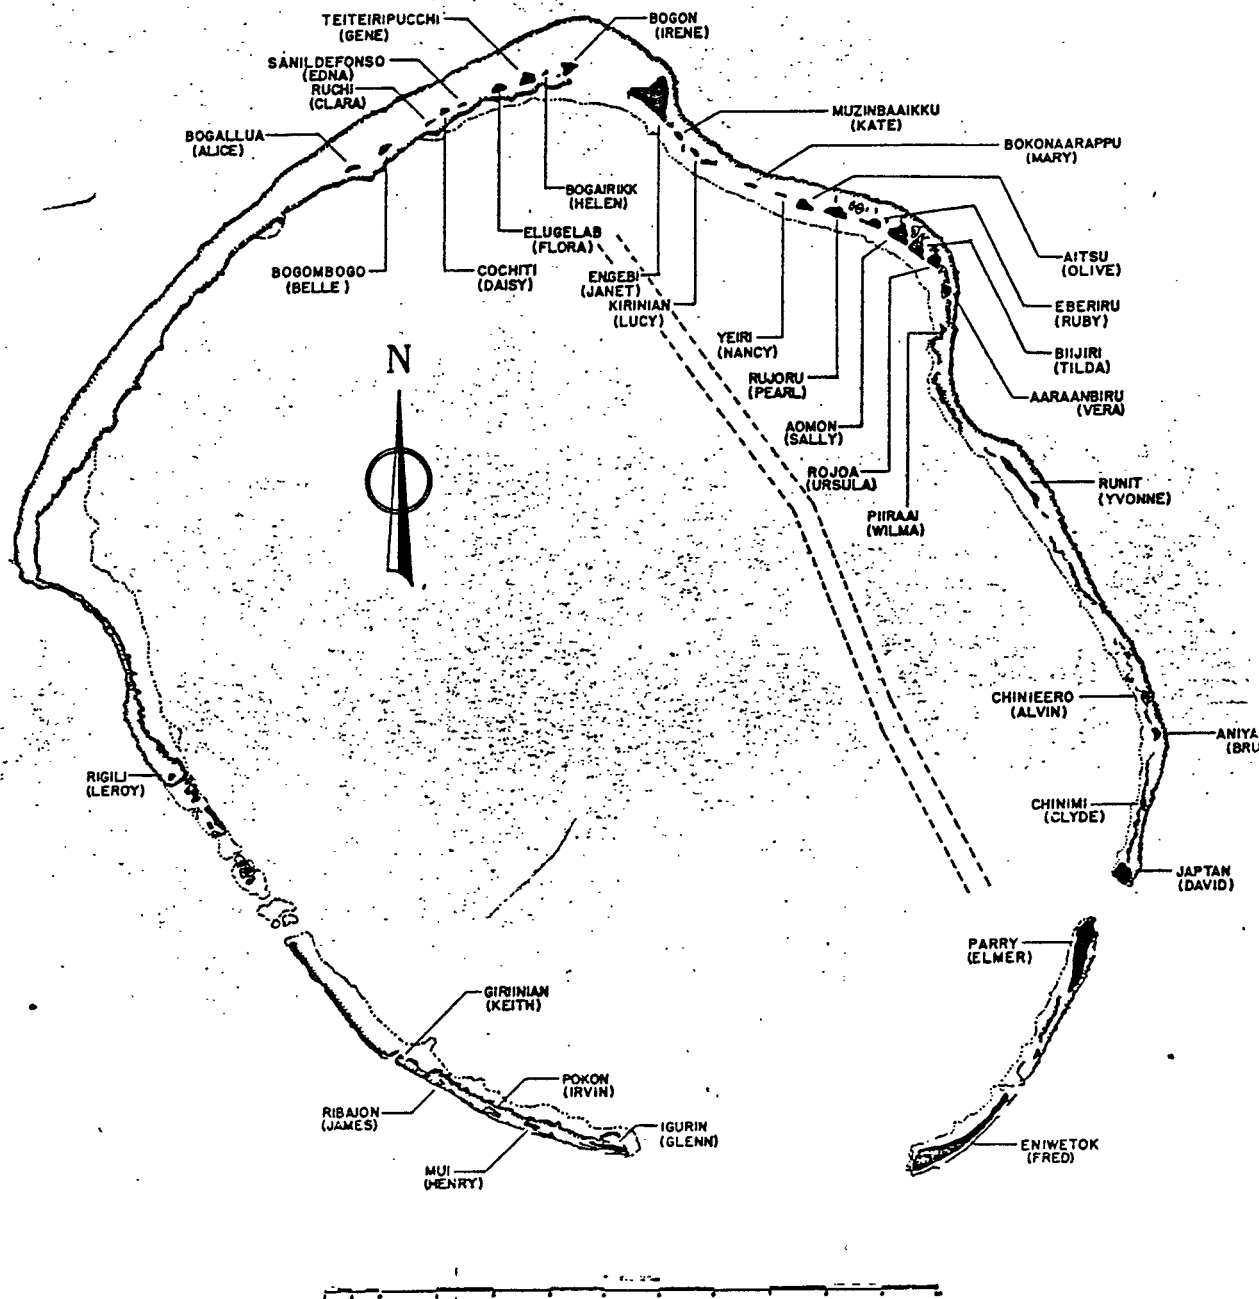 TEITEIRIPUCCHI
(GENE)
BOGON
(IRENE)
SANILDEFONSO
(EDNA)
RUCHI
(CLARA)
BOGALLUA
(ALICE)
MUZINBAAIKKU
(KATE)
BOKONAARAPPU
(MARY)
BOGAIRIKK
(HELEN)
ELUGELAB
(FLORA)
BOGOMBOGO
(BELLE)
COCHITI
(DAISY)
ENGEBI
(JANET)
KIRINIAN
(LUCY)
AITSU
(OLIVE)
EBERIRU
(RUBY)
YEIRI
(NANCY)
BIIJIRI
(TILDA)
RUJORU
(PEARL)
AARAANBIRU
(VERA)
N
AOMON
(SALLY)
ROJOA
(URSULA)
RUNIT
(YVONNE)
PIIRAAI
(WILMA)
CHINIEERO
(ALVIN)
ANIYA
(BRU
RIGILI
(LEROY)
CHINIMI
(CLYDE)
JAPTAN
(DAVID)
PARRY
(ELMER)
GIRIINIAN
(KEITH)
POKON
(IRVIN)
RIBAJON
(JAMES)
IGURIN
(GLENN)
ENIWETOK
(FRED)
MUI
(HENRY)